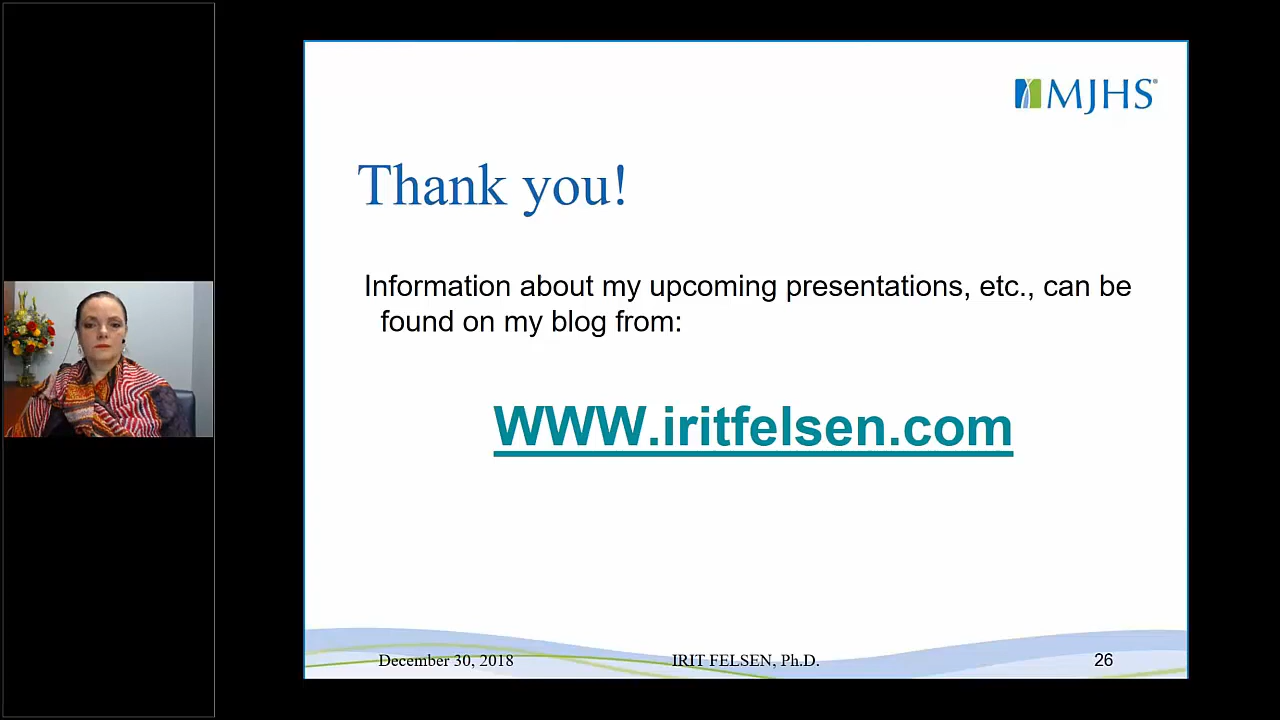 MJHS®
Thank you!
Information about my upcoming presentations, etc., can be
found on my blog from:
WWW.iritfelsen.com
December 30, 2018 IRIT FELSEN, Ph.D. 26